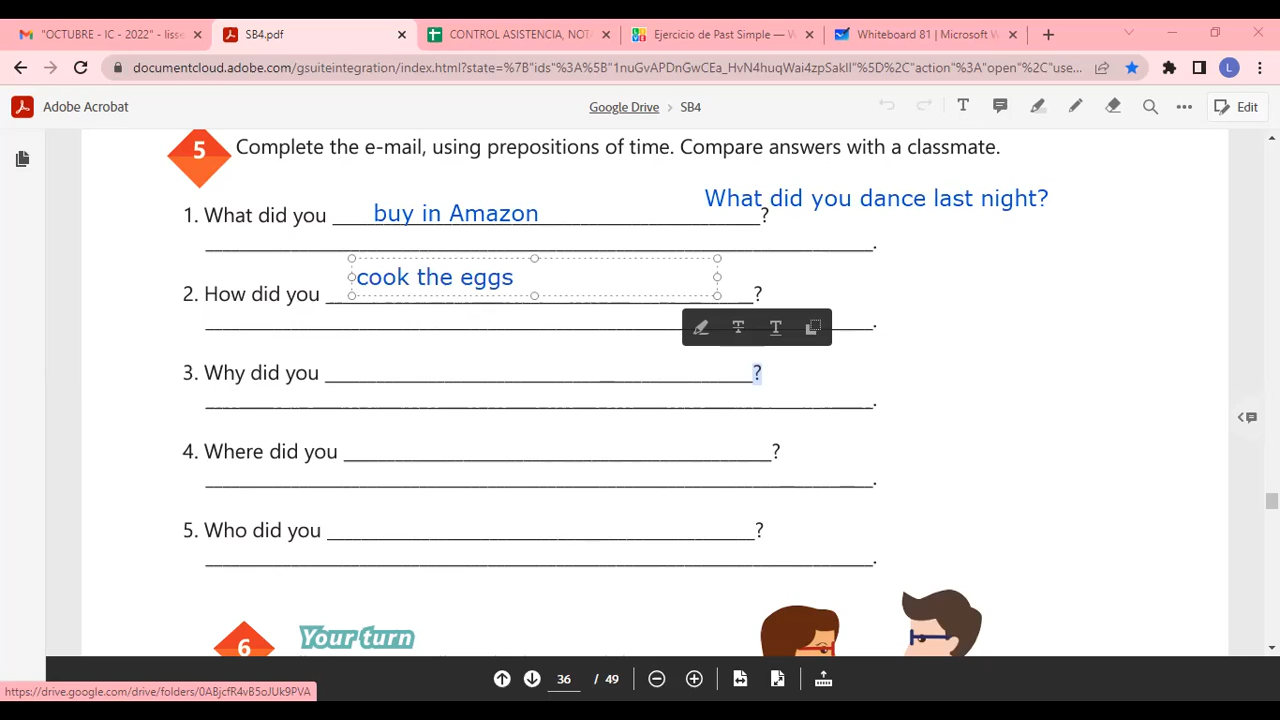 "OCTUBRE - IC - 2022" - lisse
SB4.pdf
CONTROL ASISTENCIA, NOTA
Ejercicio de Past Simple — W
Whiteboard 81 | Microsoft W
documentcloud.adobe.com/gsuiteintegration/index.html?state=%7B"ids"%3A%5B"1nuGvAPDnGwCEa_HvN4huqWai4zpSakIl"%5D%2C"action"%3A"open"%2C"use...
L
Adobe Acrobat
Google Drive > SB4
Edit
5 Complete the e-mail, using prepositions of time. Compare answers with a classmate.
What did you dance last night?
1. What did you buy in Amazon ?
.
2. How did you cook the eggs ?
.
3. Why did you ?
.
4. Where did you ?
.
5. Who did you ?
.
6 Your turn
36 / 49
https://drive.google.com/drive/folders/0ABjcfR4vB5oJUk9PVA